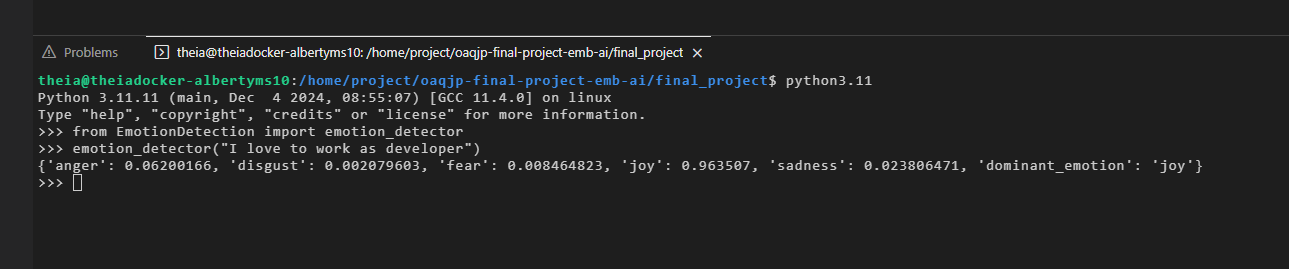 Problems
theia@theiadocker-albertyms10: /home/project/oaqjp-final-project-emb-ai/final_project ×
theia@theiadocker-albertyms10:/home/project/oaqjp-final-project-emb-ai/final_project$ python3.11
Python 3.11.11 (main, Dec  4 2024, 08:55:07) [GCC 11.4.0] on linux
Type "help", "copyright", "credits" or "license" for more information.
>>> from EmotionDetection import emotion_detector
>>> emotion_detector("I love to work as developer")
{'anger': 0.06200166, 'disgust': 0.002079603, 'fear': 0.008464823, 'joy': 0.963507, 'sadness': 0.023806471, 'dominant_emotion': 'joy'}
>>>